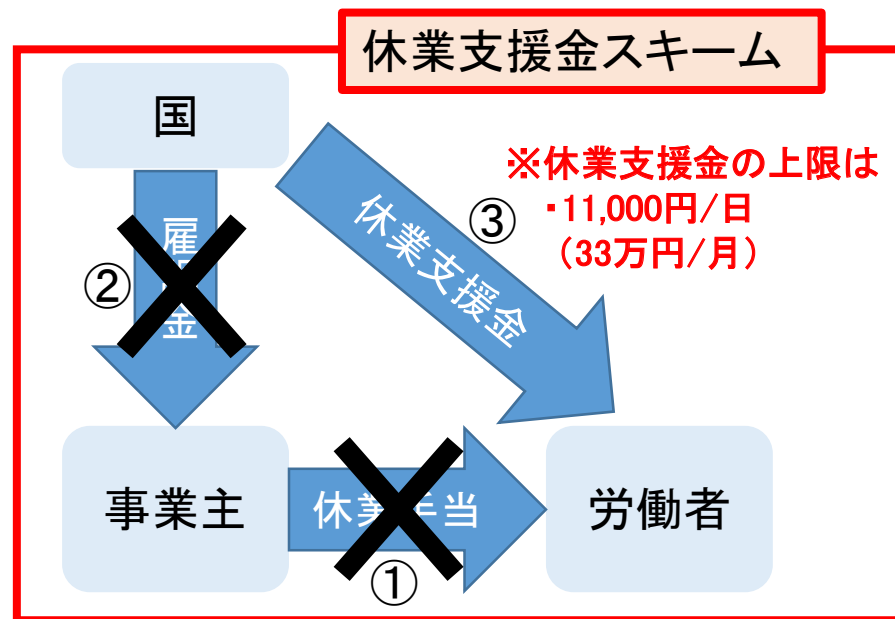 休業支援金スキーム
国
※休業支援金の上限は
・11,000円/日
（33万円/月）
③
休業支援金
②
事業主
労働者
①